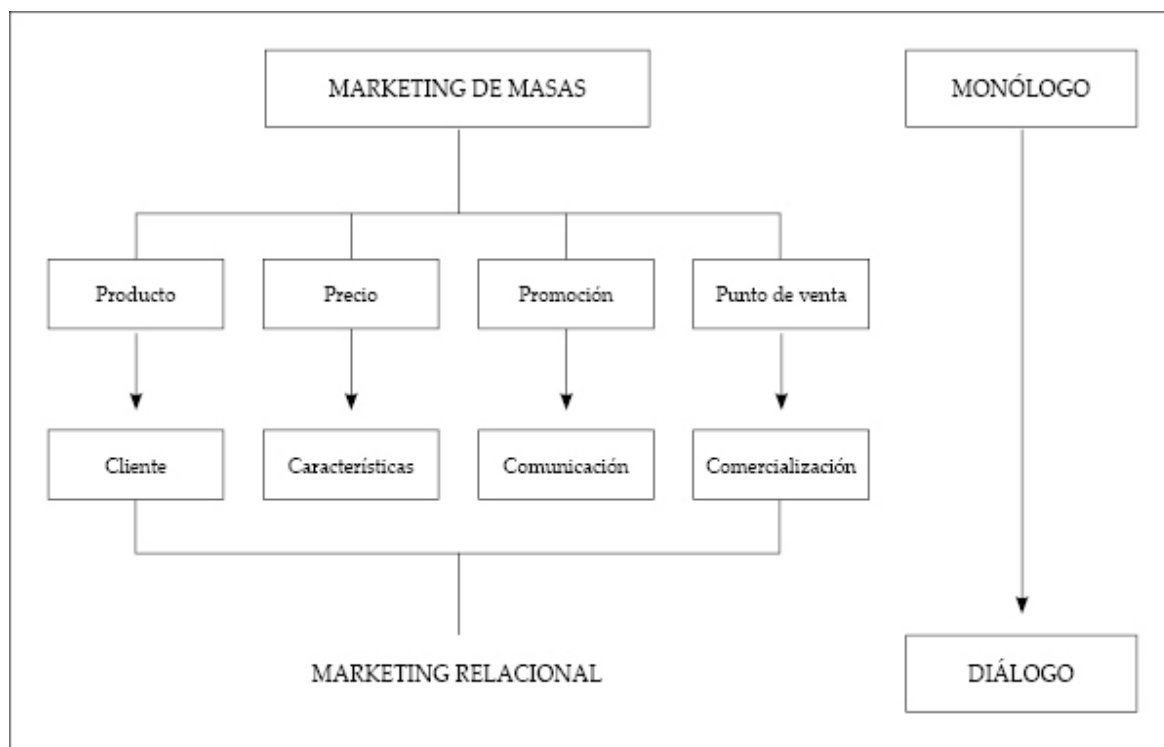 MARKETING DE MASAS
MONÓLOGO
Producto
Precio
Promoción
Punto de venta
Cliente
Características
Comunicación
Comercialización
MARKETING RELACIONAL
DIÁLOGO